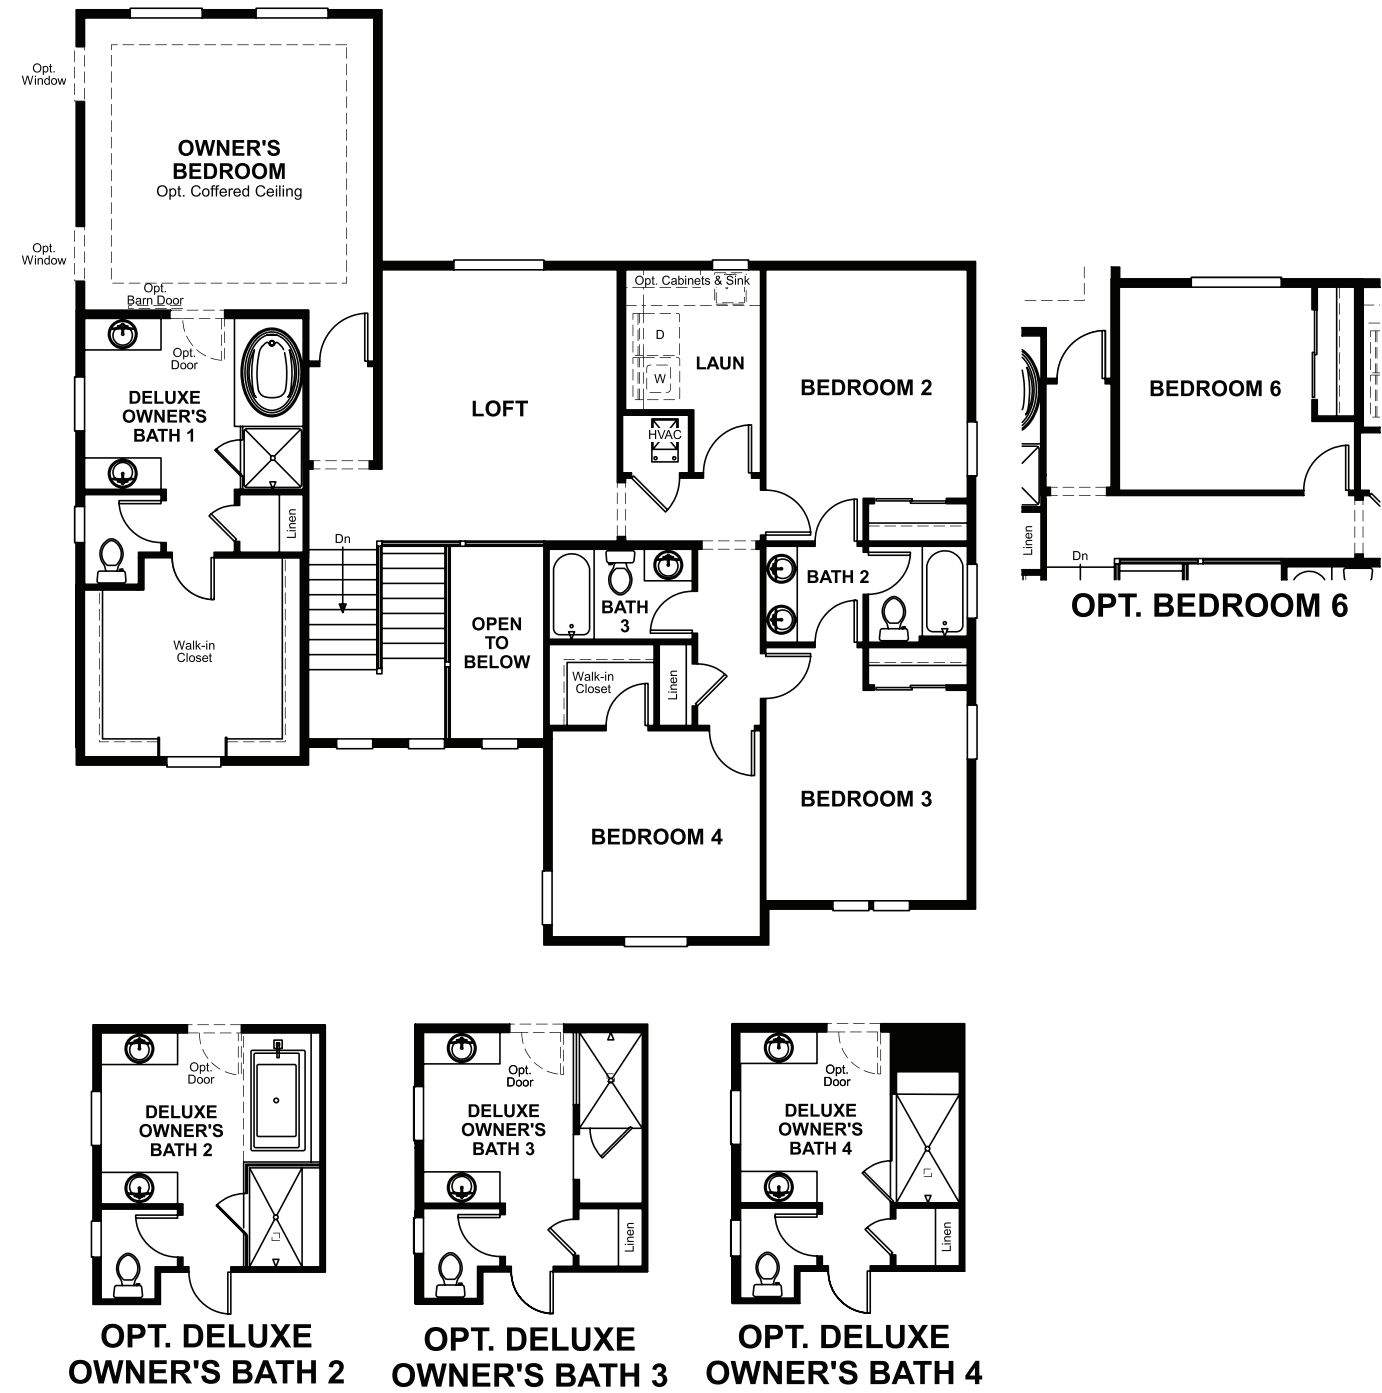 Opt.
Window
OWNER'S
BEDROOM
Opt. Coffered Ceiling
Opt.
Window
Opt.
Barn Door
Opt.
Door
DELUXE
OWNER'S
BATH 1
Linen
Walk-in
Closet
Dn
LOFT
Opt. Cabinets & Sink
D
W
LAUN
HVAC
BEDROOM 2
OPEN
TO
BELOW
BATH
3
BATH 2
Walk-in
Closet
Linen
BEDROOM 4
BEDROOM 3
BEDROOM 6
Linen
Dn
OPT. BEDROOM 6
Opt.
Door
DELUXE
OWNER'S
BATH 2
OPT. DELUXE
OWNER'S BATH 2
Opt.
Door
DELUXE
OWNER'S
BATH 3
Linen
OPT. DELUXE
OWNER'S BATH 3
Opt.
Door
DELUXE
OWNER'S
BATH 4
Linen
OPT. DELUXE
OWNER'S BATH 4